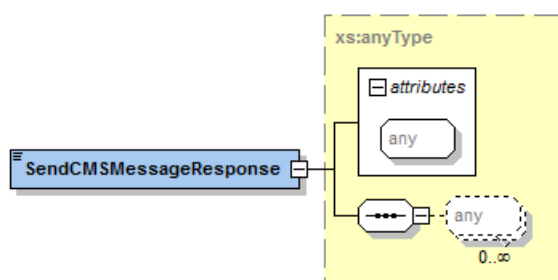 xs:anyType
attributes
any
SendCMSMessageResponse
any
0..∞